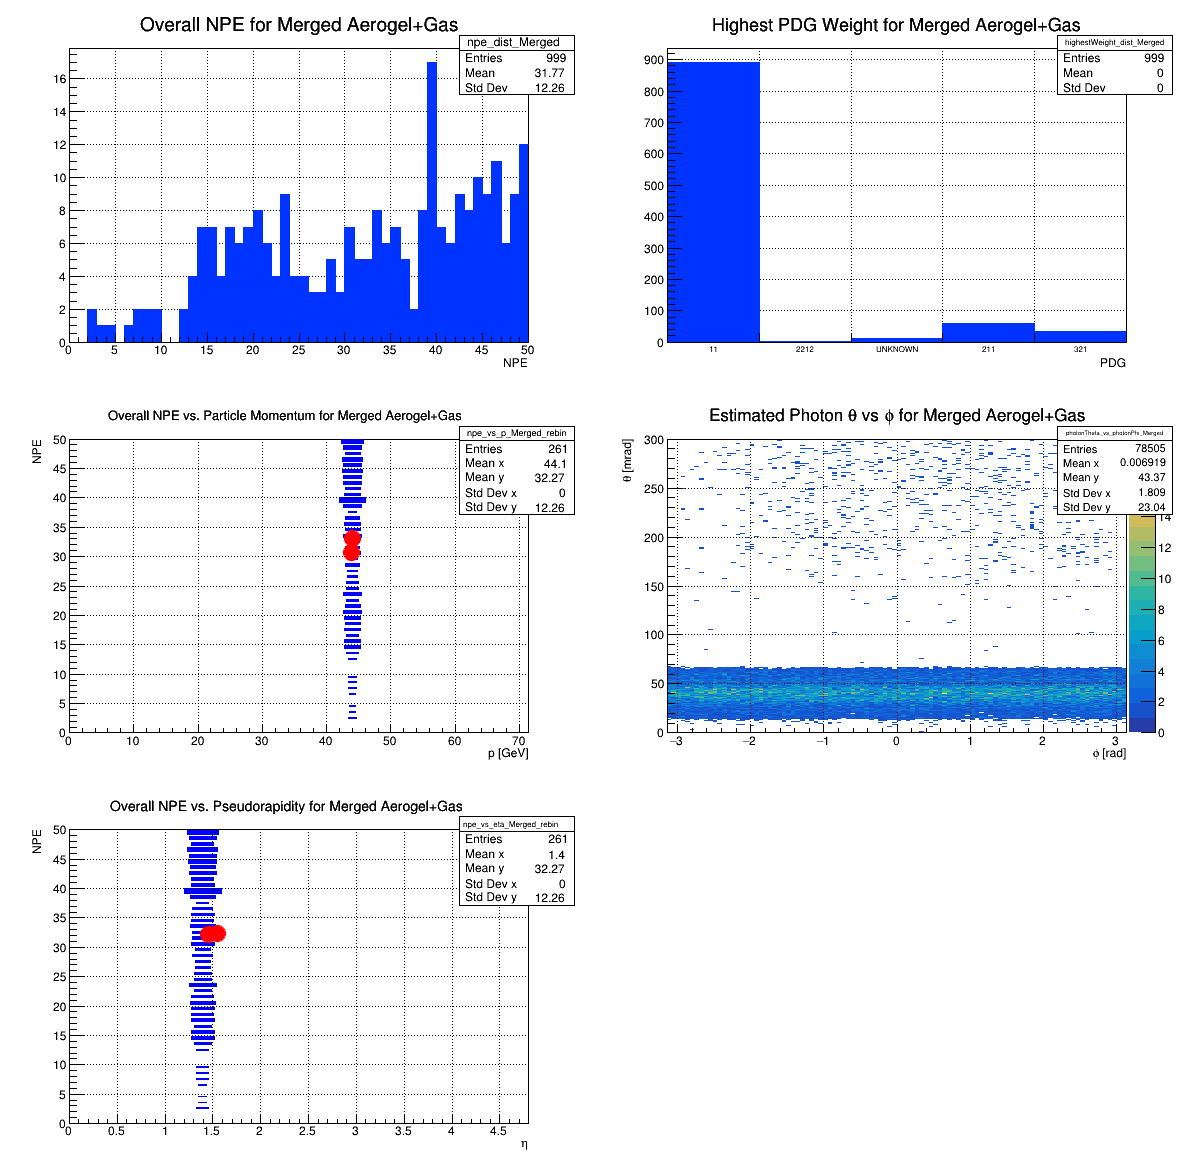 Overall NPE for Merged Aerogel+Gas
npe_dist_Merged
Entries 999
Mean 31.77
Std Dev 12.26
16
14
12
10
8
6
4
2
0
0 5 10 15 20 25 30 35 40 45 50
NPE
Highest PDG Weight for Merged Aerogel+Gas
highestWeight_dist_Merged
Entries 999
Mean 0
Std Dev 0
900
800
700
600
500
400
300
200
100
0
11 2212 UNKNOWN 211 321
PDG
Overall NPE vs. Particle Momentum for Merged Aerogel+Gas
NPE
npe_vs_p_Merged_rebin
Entries 261
Mean x 44.1
Mean y 32.27
Std Dev x 0
Std Dev y 12.26
50
45
40
35
30
25
20
15
10
5
0
0 10 20 30 40 50 60 70
p [GeV]
Estimated Photon θ vs ϕ for Merged Aerogel+Gas
θ [mrad]
photonTheta_vs_photonPhi_Merged
Entries 78505
Mean x 0.006919
Mean y 43.37
Std Dev x 1.809
Std Dev y 23.04
300
250
200
150
100
50
0
−3 −2 −1 0 1 2 3
ϕ [rad]
14
12
10
8
6
4
2
0
Overall NPE vs. Pseudorapidity for Merged Aerogel+Gas
NPE
npe_vs_eta_Merged_rebin
Entries 261
Mean x 1.4
Mean y 32.27
Std Dev x 0
Std Dev y 12.26
50
45
40
35
30
25
20
15
10
5
0
0 0.5 1 1.5 2 2.5 3 3.5 4 4.5
η